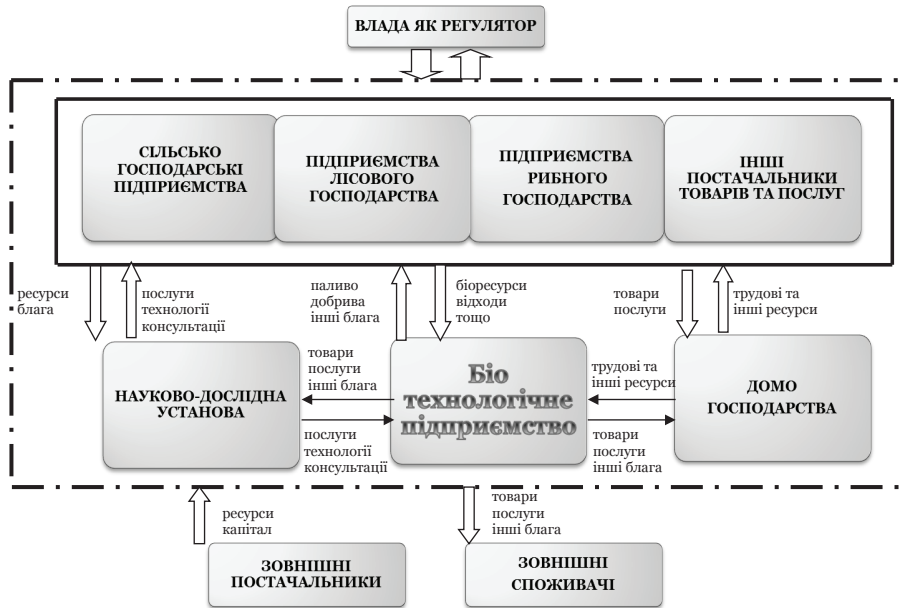 ВЛАДА ЯК РЕГУЛЯТОР
СІЛЬСЬКО
ГОСПОДАРСЬКІ
ПІДПРИЄМСТВА
ПІДПРИЄМСТВА
ЛІСОВОГО
ГОСПОДАРСТВА
ПІДПРИЄМСТВА
РИБНОГО
ГОСПОДАРСТВА
ІНШІ
ПОСТАЧАЛЬНИКИ
ТОВАРІВ ТА ПОСЛУГ
ресурси
блага
послуги
технології
консультації
паливо
добрива
інші блага
біоресурси
відходи
тощо
товари
послуги
трудові та
інші ресурси
НАУКОВО-ДОСЛІДНА
УСТАНОВА
товари
послуги
інші блага
послуги
технології
консультації
Біо
технологічне
підприємство
трудові та
інші ресурси
товари
послуги
інші блага
ДОМО
ГОСПОДАРСТВА
ресурси
капітал
товари
послуги
інші блага
ЗОВНІШНІ
ПОСТАЧАЛЬНИКИ
ЗОВНІШНІ
СПОЖИВАЧІ